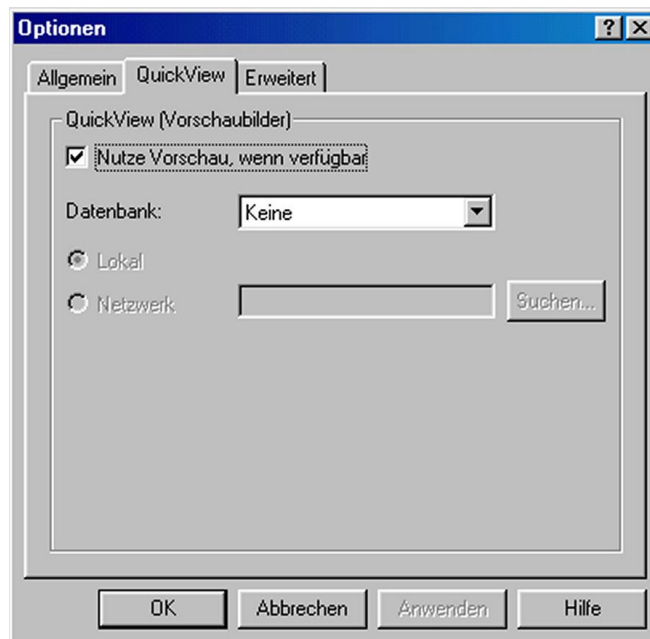 Optionen
Allgemein QuickView Erweitert
QuickView (Vorschaubilder)
Nutze Vorschau, wenn verfügbar
Datenbank: Keine
Lokal
Netzwerk Suchen...
OK Abbrechen Anwenden Hilfe